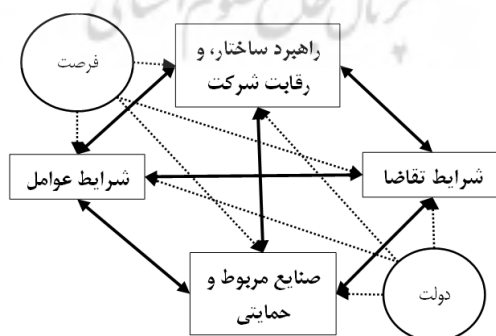 فرصت
راهبرد ساختار، و
رقابت شرکت
شرایط تقاضا
شرایط عوامل
صنایع مربوط و
حمایتی
دولت